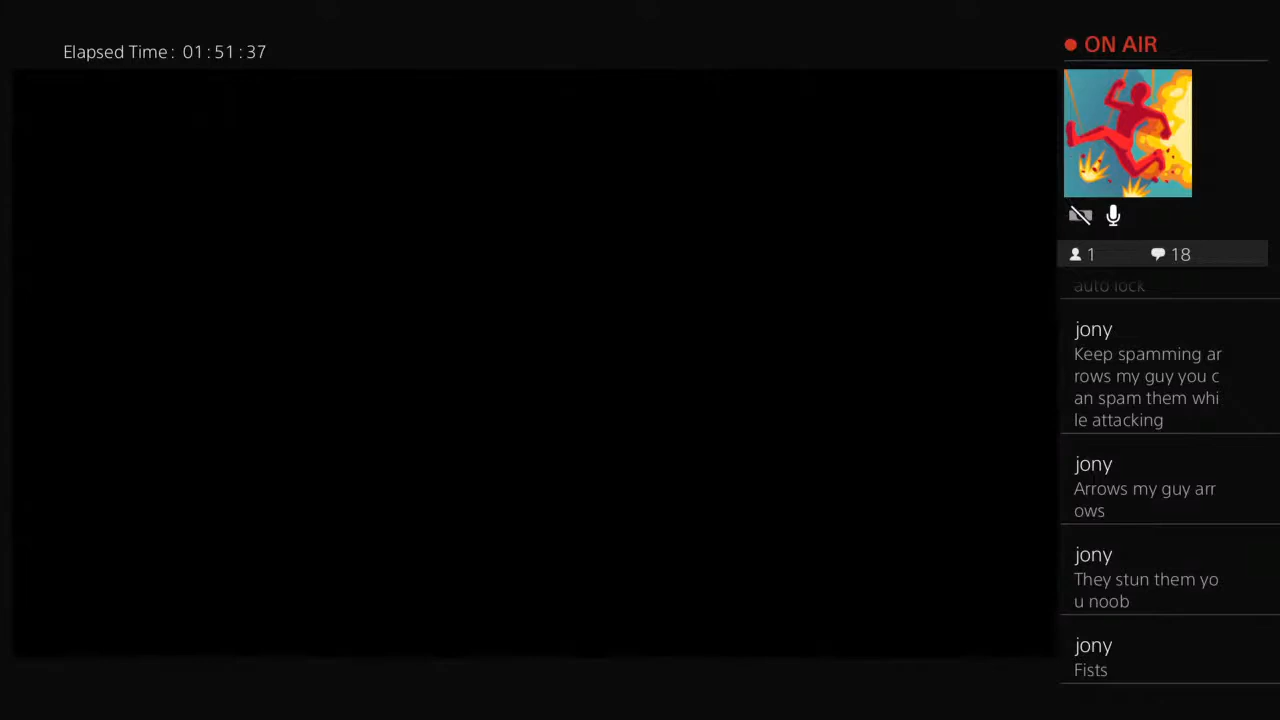 Elapsed Time: 01:51:37
ON AIR
1 18
auto lock
jony
Keep spamming ar
rows my guy you c
an spam them whi
le attacking
jony
Arrows my guy arr
ows
jony
They stun them yo
u noob
jony
Fists